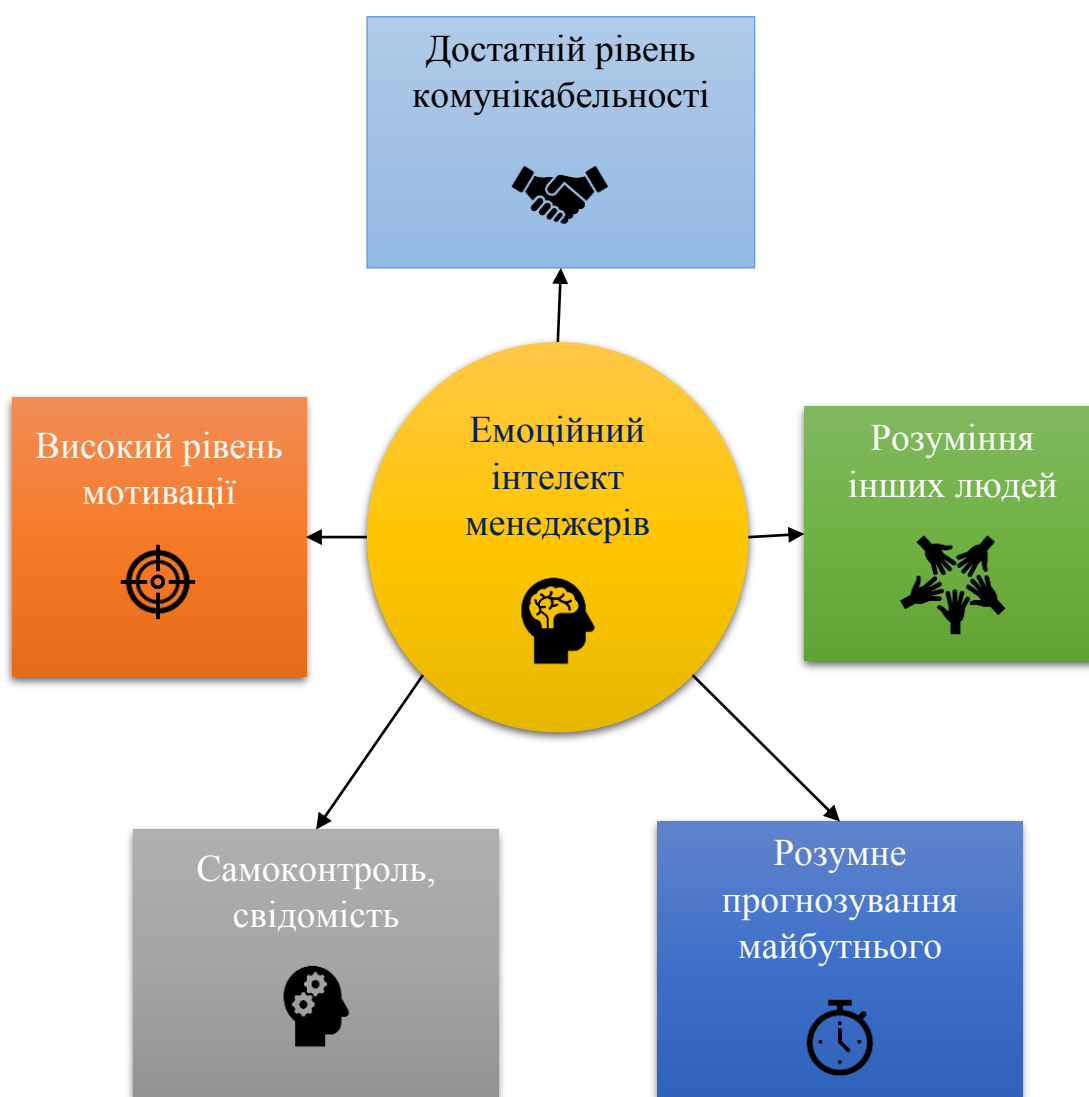 Достатній рівень
комунікабельності
Високий рівень
мотивації
Емоційний
інтелект
менеджерів
Розуміння
інших людей
Самоконтроль,
свідомість
Розумне
прогнозування
майбутнього